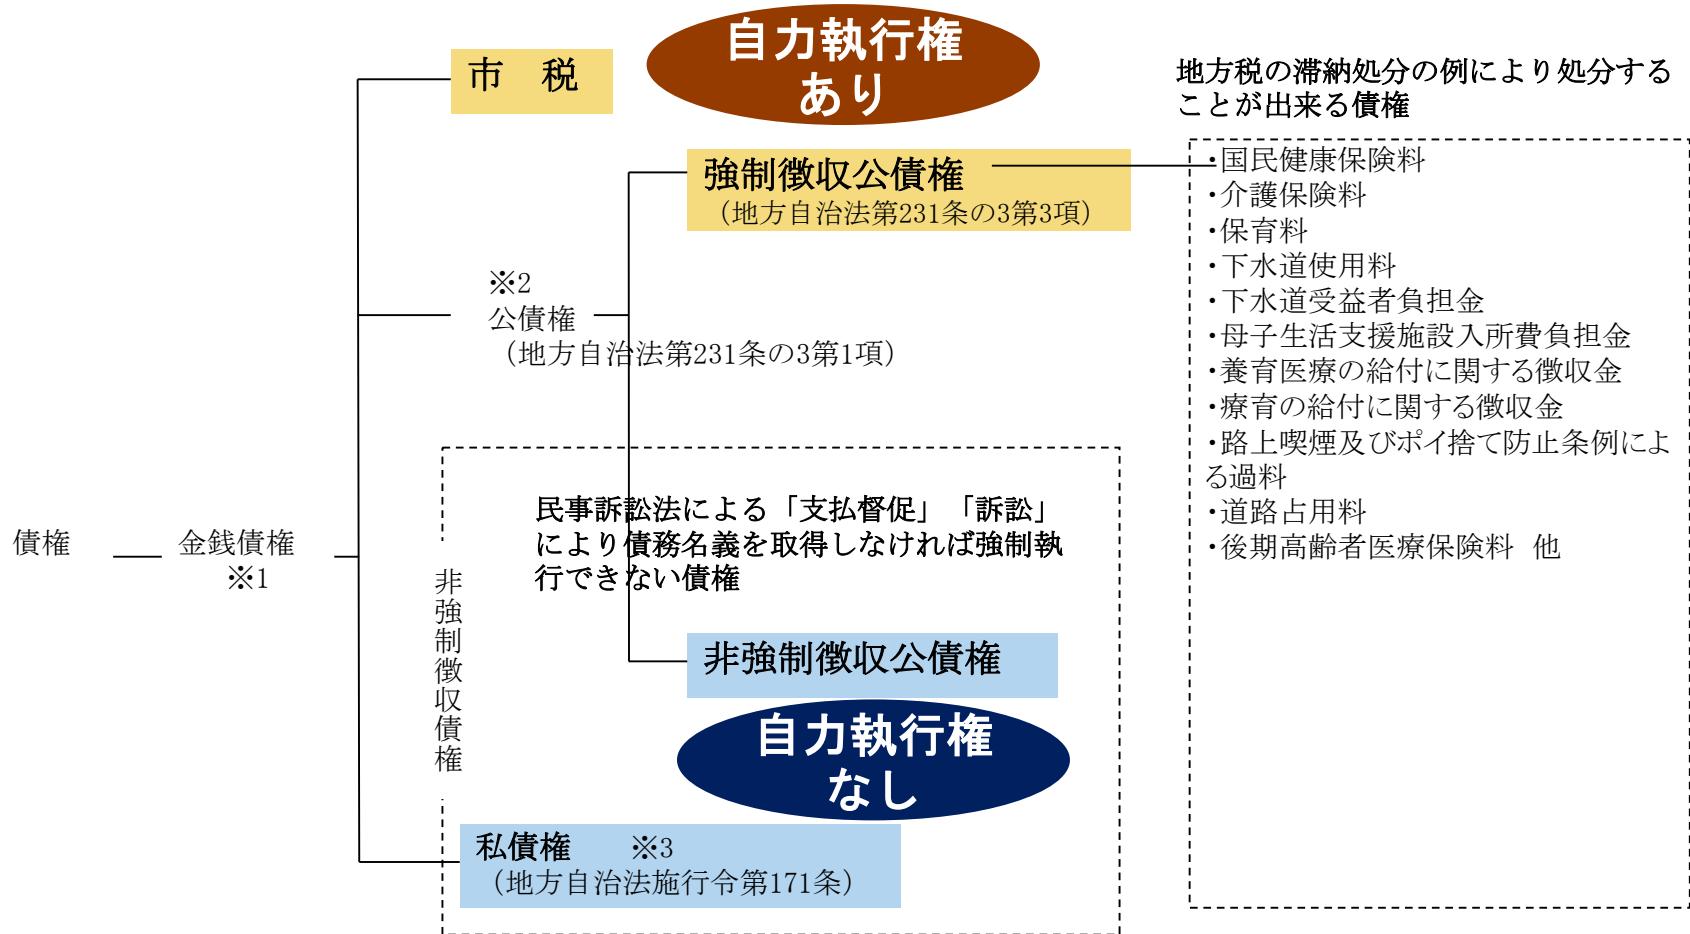 自力執行権
あり
市　税
地方税の滞納処分の例により処分する
ことが出来る債権
強制徴収公債権
（地方自治法第231条の3第3項）
・国民健康保険料
・介護保険料
・保育料
・下水道使用料
・下水道受益者負担金
・母子生活支援施設入所費負担金
・養育医療の給付に関する徴収金
・療育の給付に関する徴収金
・路上喫煙及びポイ捨て防止条例によ
る過料
・道路占用料
・後期高齢者医療保険料　他
※2
公債権
（地方自治法第231条の3第1項）
民事訴訟法による「支払督促」「訴訟」
により債務名義を取得しなければ強制執
行できない債権
債権
金銭債権
※1
非強制徴収債権
非強制徴収公債権
自力執行権
なし
私債権　　※3
（地方自治法施行令第171条）